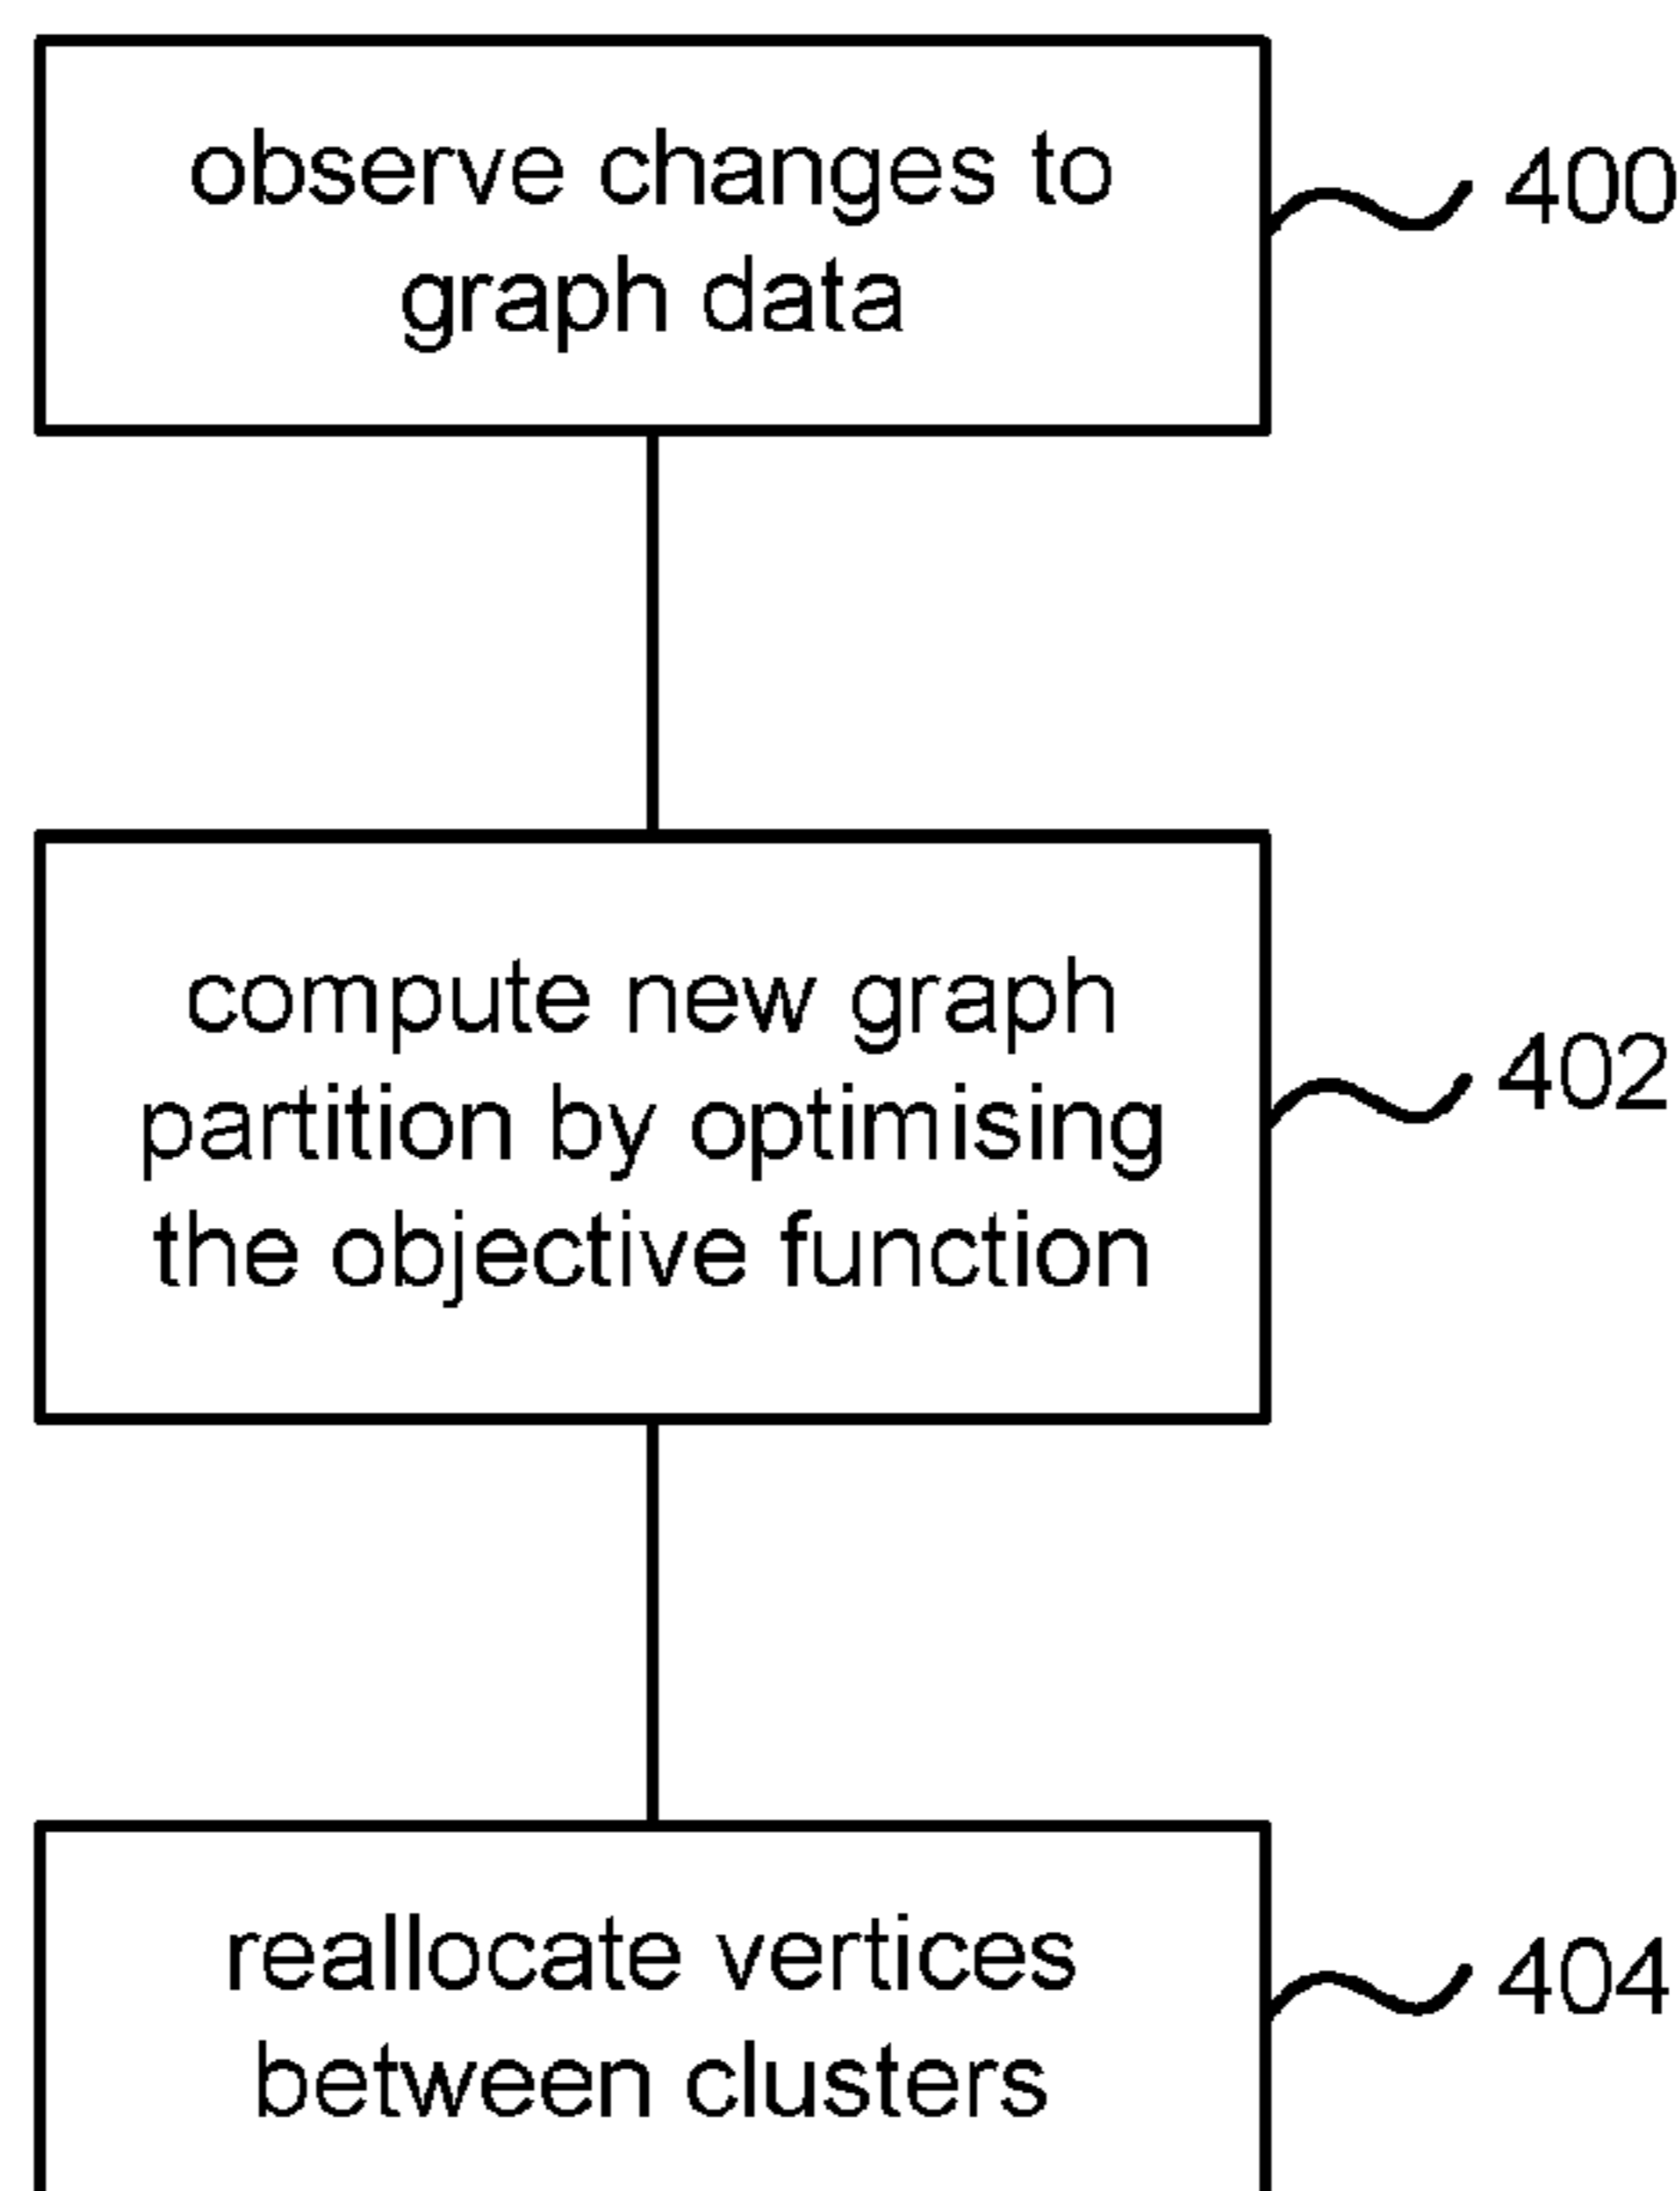 observe changes to
graph data
400
compute new graph
partition by optimising
the objective function
402
reallocate vertices
between clusters
404